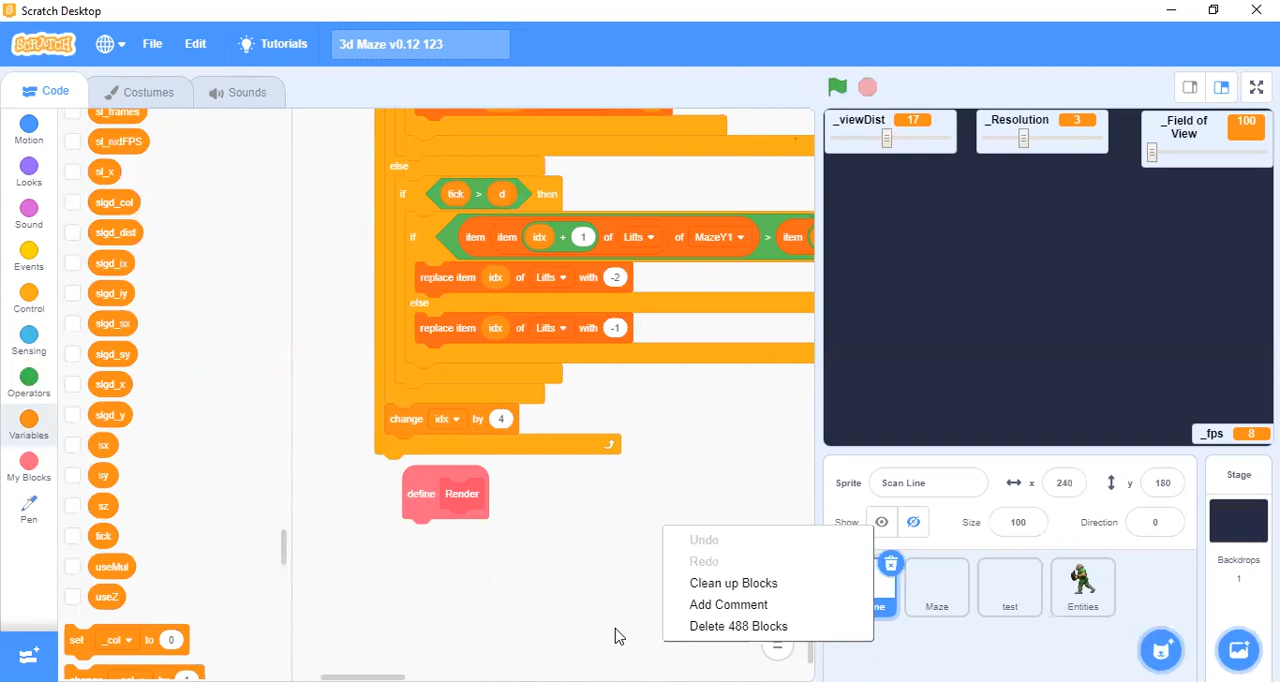 Scratch Desktop
SCRATCH File Edit Tutorials 3d Maze v0.12 123
Code Costumes Sounds
Motion
Looks
Sound
Events
Control
Sensing
Operators
Variables
My Blocks
Pen
sl_frames
sl_nxtFPS
sl_x
slgd_col
slgd_dist
slgd_ix
slgd_iy
slgd_sx
slgd_sy
slgd_x
slgd_y
sx
sy
sz
tick
useMul
useZ
set _col to 0
else
if tick > d then
if item item idx + 1 of Lifts of MazeY1 > item
replace item idx of Lifts with -2
else
replace item idx of Lifts with -1
change idx by 4
define Render
Undo
Redo
Clean up Blocks
Add Comment
Delete 488 Blocks
_viewDist 17
_Resolution 3
_Field of View 100
_fps 8
Sprite Scan Line x 240 y 180
Show Size 100 Direction 0
ne Maze test Entities
Stage
Backdrops
1